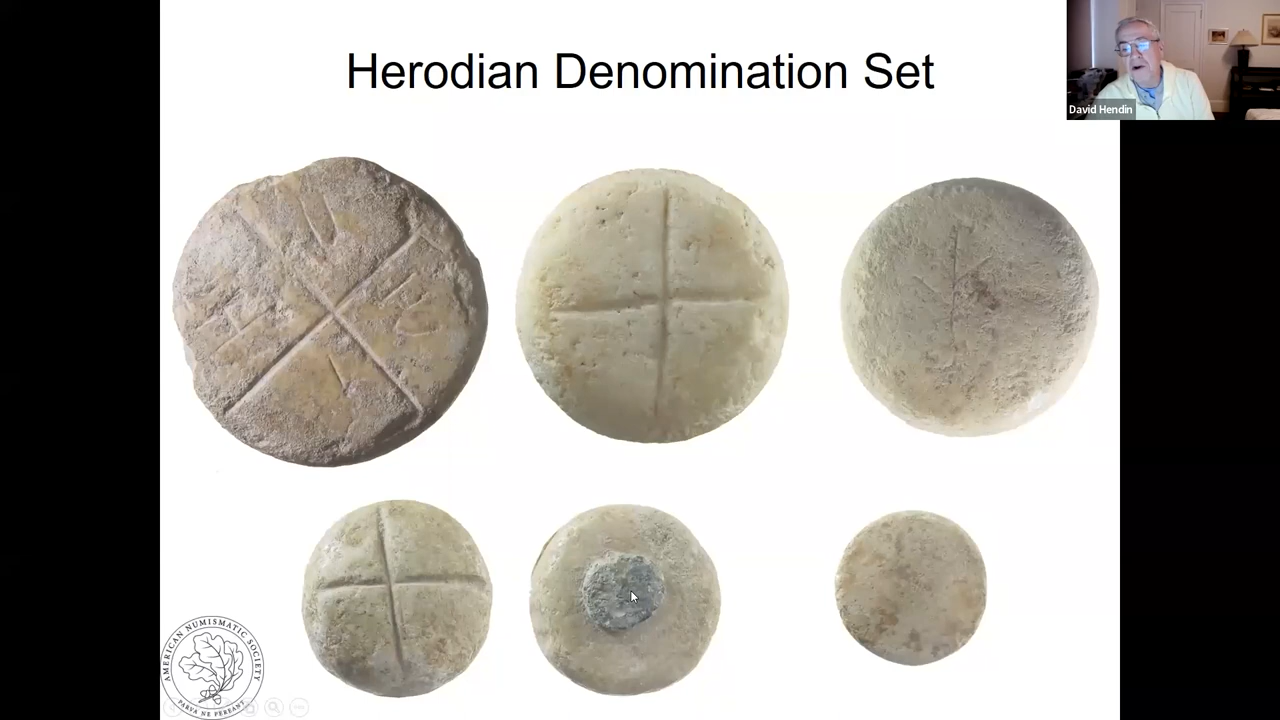 Herodian Denomination Set
David Hendin
AMERICAN NUMISMATIC SOCIETY
PARVA NE PEREANT